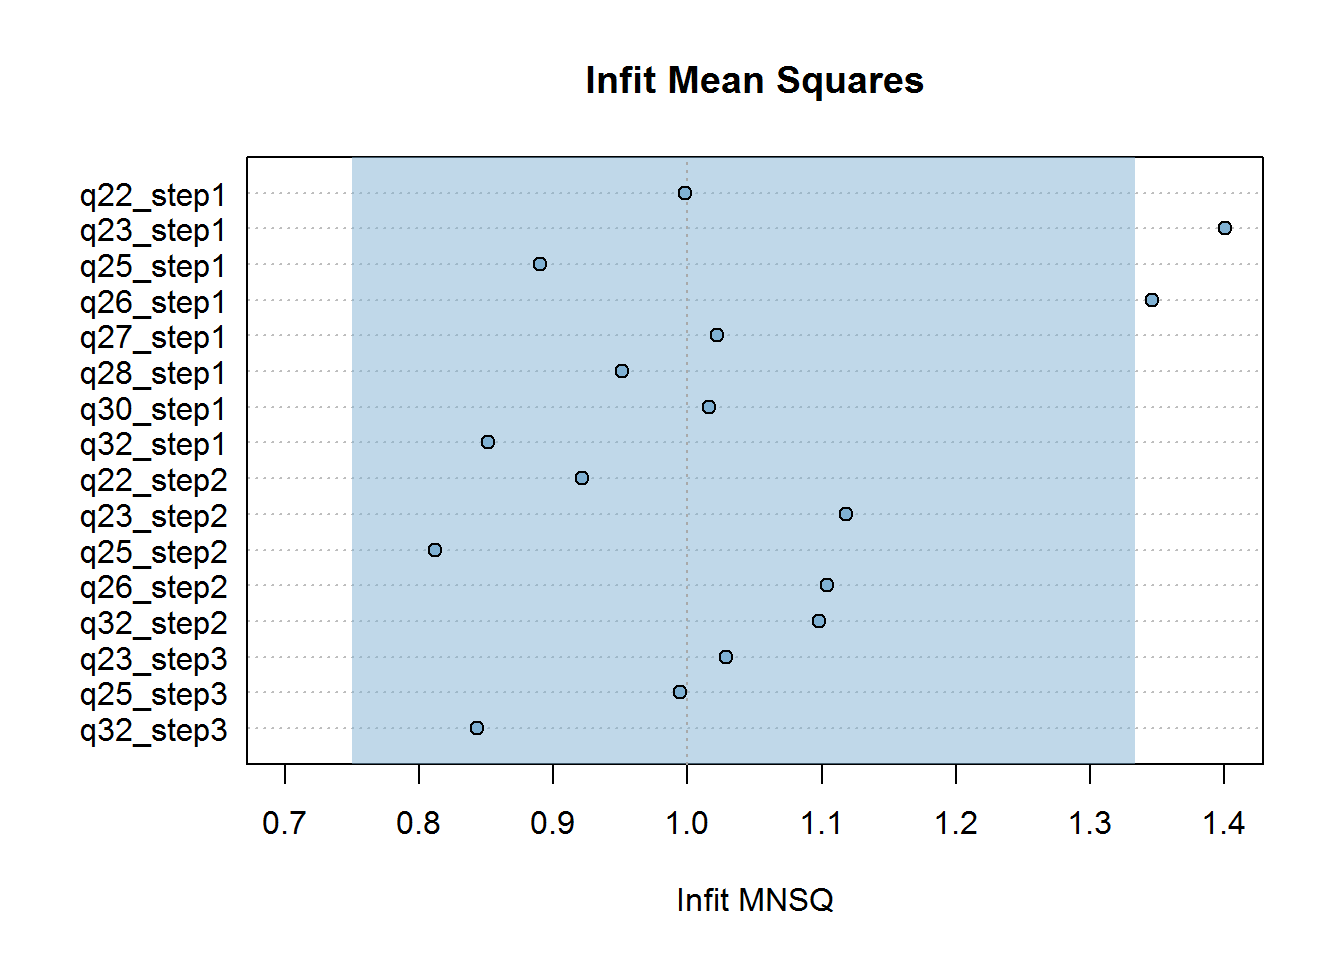 Infit Mean Squares
q22_step1
q23_step1
q25_step1
q26_step1
q27_step1
q28_step1
q30_step1
q32_step1
q22_step2
q23_step2
q25_step2
q26_step2
q32_step2
q23_step3
q25_step3
q32_step3
0.7 0.8 0.9 1.0 1.1 1.2 1.3 1.4
Infit MNSQ